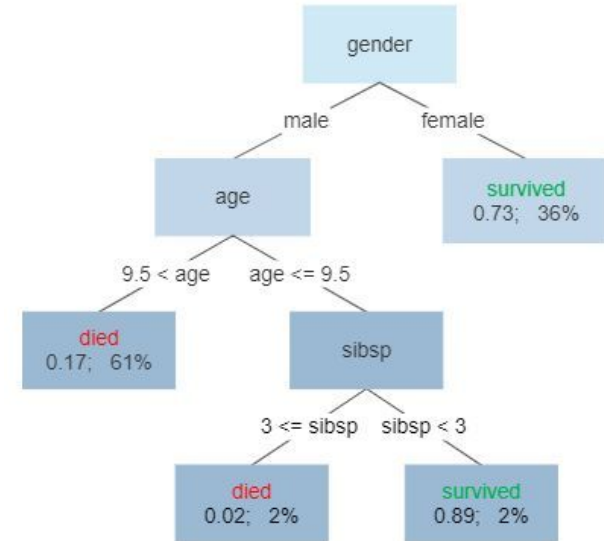 gender
male female
age
survived
0.73; 36%
9.5 < age age <= 9.5
died
0.17; 61%
sibsp
3 <= sibsp sibsp < 3
died
0.02; 2%
survived
0.89; 2%